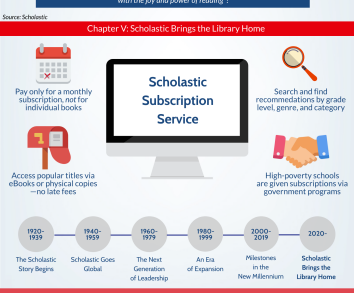 with the joy and power of reading".
Source: Scholastic
Chapter V: Scholastic Brings the Library Home
Pay only for a monthly
subscription, not for
individual books
Scholastic
Subscription
Service
Search and find
recommedations by grade
level, genre, and category
Access popular titles via
eBooks or physical copies
—no late fees
High-poverty schools
are given subscriptions via
government programs
1920-
1939
1940-
1959
1960-
1979
1980-
1999
2000-
2019
2020-
The Scholastic
Story Begins
Scholastic Goes
Global
The Next
Generation
of Leadership
An Era
of Expansion
Milestones
in the
New Millennium
Scholastic
Brings the
Library Home